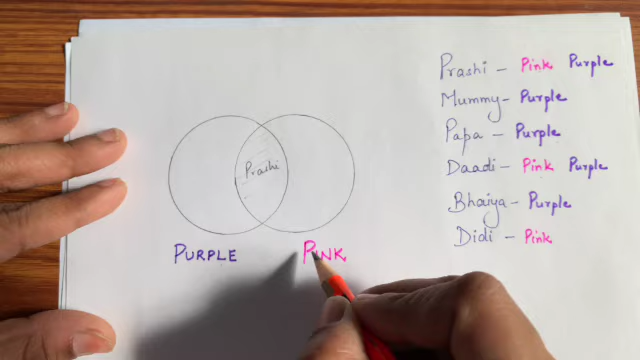 Prashi
PURPLE
PINK
Prashi - Pink Purple
Mummy - Purple
Papa - Purple
Daadi - Pink Purple
Bhaiya - Purple
Didi - Pink